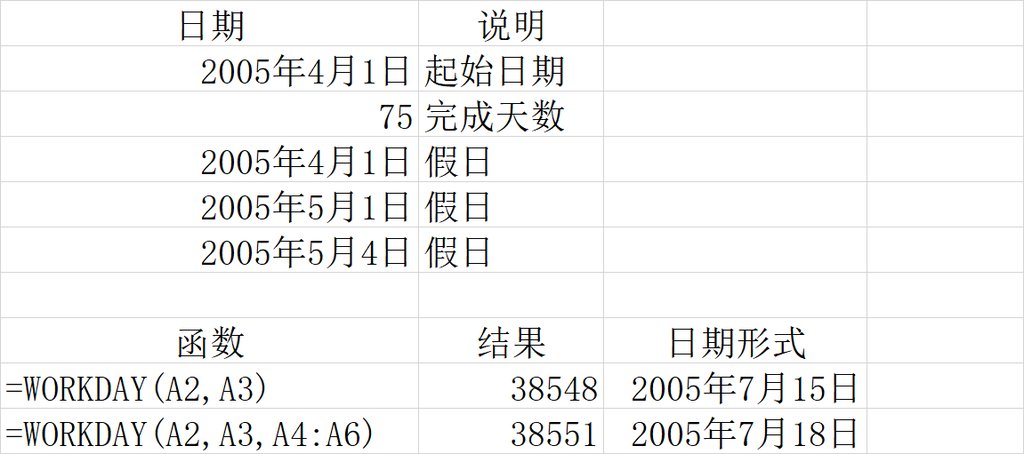 日期 说明
2005年4月1日 起始日期
75 完成天数
2005年4月1日 假日
2005年5月1日 假日
2005年5月4日 假日
函数 结果 日期形式
=WORKDAY(A2,A3) 38548 2005年7月15日
=WORKDAY(A2,A3,A4:A6) 38551 2005年7月18日